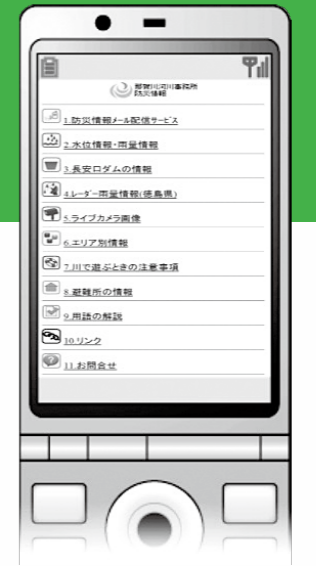 那賀川河川事務所
防災情報
1.防災情報メール配信サービス
2.水位情報・雨量情報
3.長安口ダムの情報
4.レーダー雨量情報(徳島県)
5.ライブカメラ画像
6.エリア別情報
7.川で遊ぶときの注意事項
8.避難所の情報
9.用語の解説
10.リンク
11.お問合せ